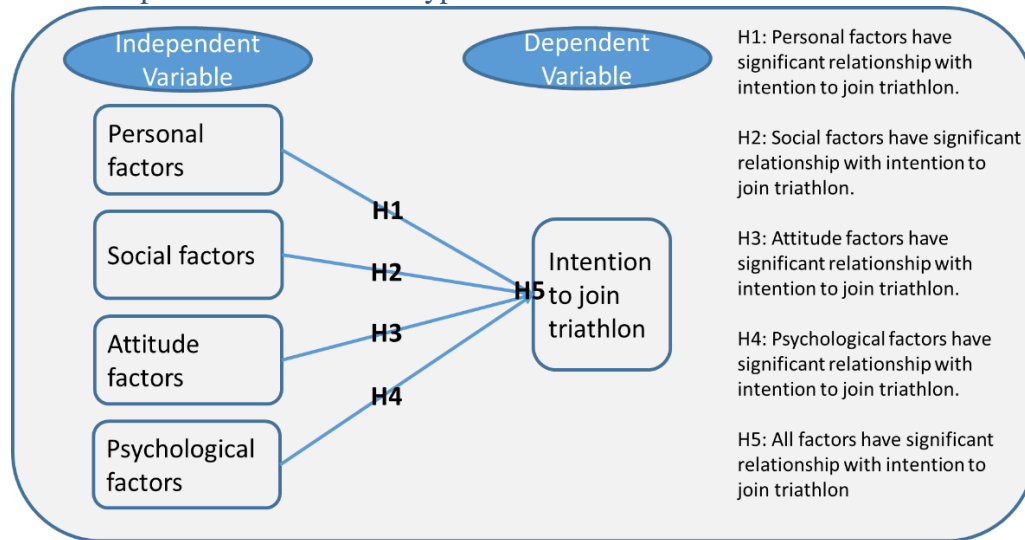 Independent
Variable
Dependent
Variable
Personal
factors
Social factors
Attitude
factors
Psychological
factors
H1
H2
H3
H4
H5
Intention
to join
triathlon
H1: Personal factors have
significant relationship with
intention to join triathlon.
H2: Social factors have significant
relationship with intention to
join triathlon.
H3: Attitude factors have
significant relationship with
intention to join triathlon.
H4: Psychological factors have
significant relationship with
intention to join triathlon.
H5: All factors have significant
relationship with intention to
join triathlon